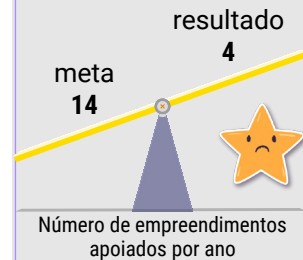 resultado
4
meta
14
Número de empreendimentos
apoiados por ano